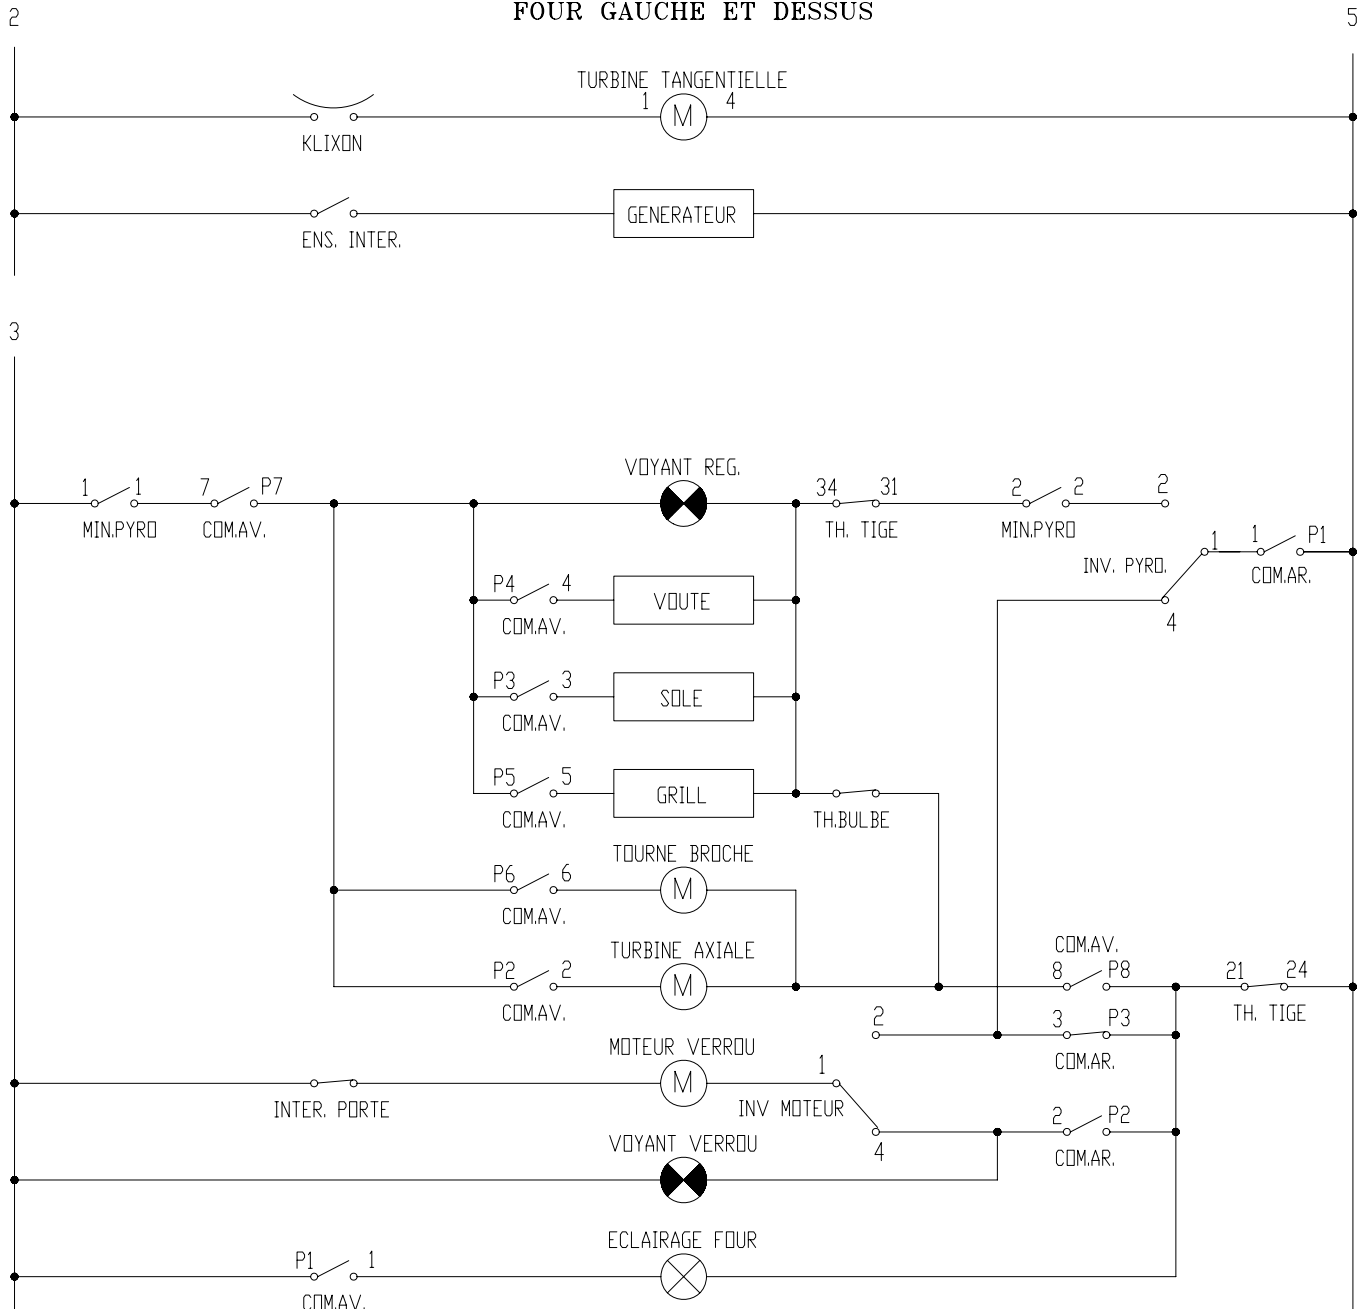 2 FOUR GAUCHE ET DESSUS 5
TURBINE TANGENTIELLE
1 M 4
KLIXON
GENERATEUR
ENS. INTER.
3
VOYANT REG.
1 1 7 P7 34 31 2 2 2
MIN.PYRO COM.AV. TH. TIGE MIN.PYRO
1 1 P1
INV. PYRO. COM.AR.
P4 4 VOUTE 4
COM.AV.
P3 3 SOLE
COM.AV.
P5 5 GRILL
COM.AV. TH.BULBE
TOURNE BROCHE
P6 6 M
COM.AV.
TURBINE AXIALE COM.AV.
P2 2 M 8 P8 21 24
COM.AV. TH. TIGE
2 3 P3
MOTEUR VERROU COM.AR.
M 1
INTER. PORTE INV MOTEUR 2 P2
VOYANT VERROU 4 COM.AR.
ECLAIRAGE FOUR
P1 1
COM.AV.